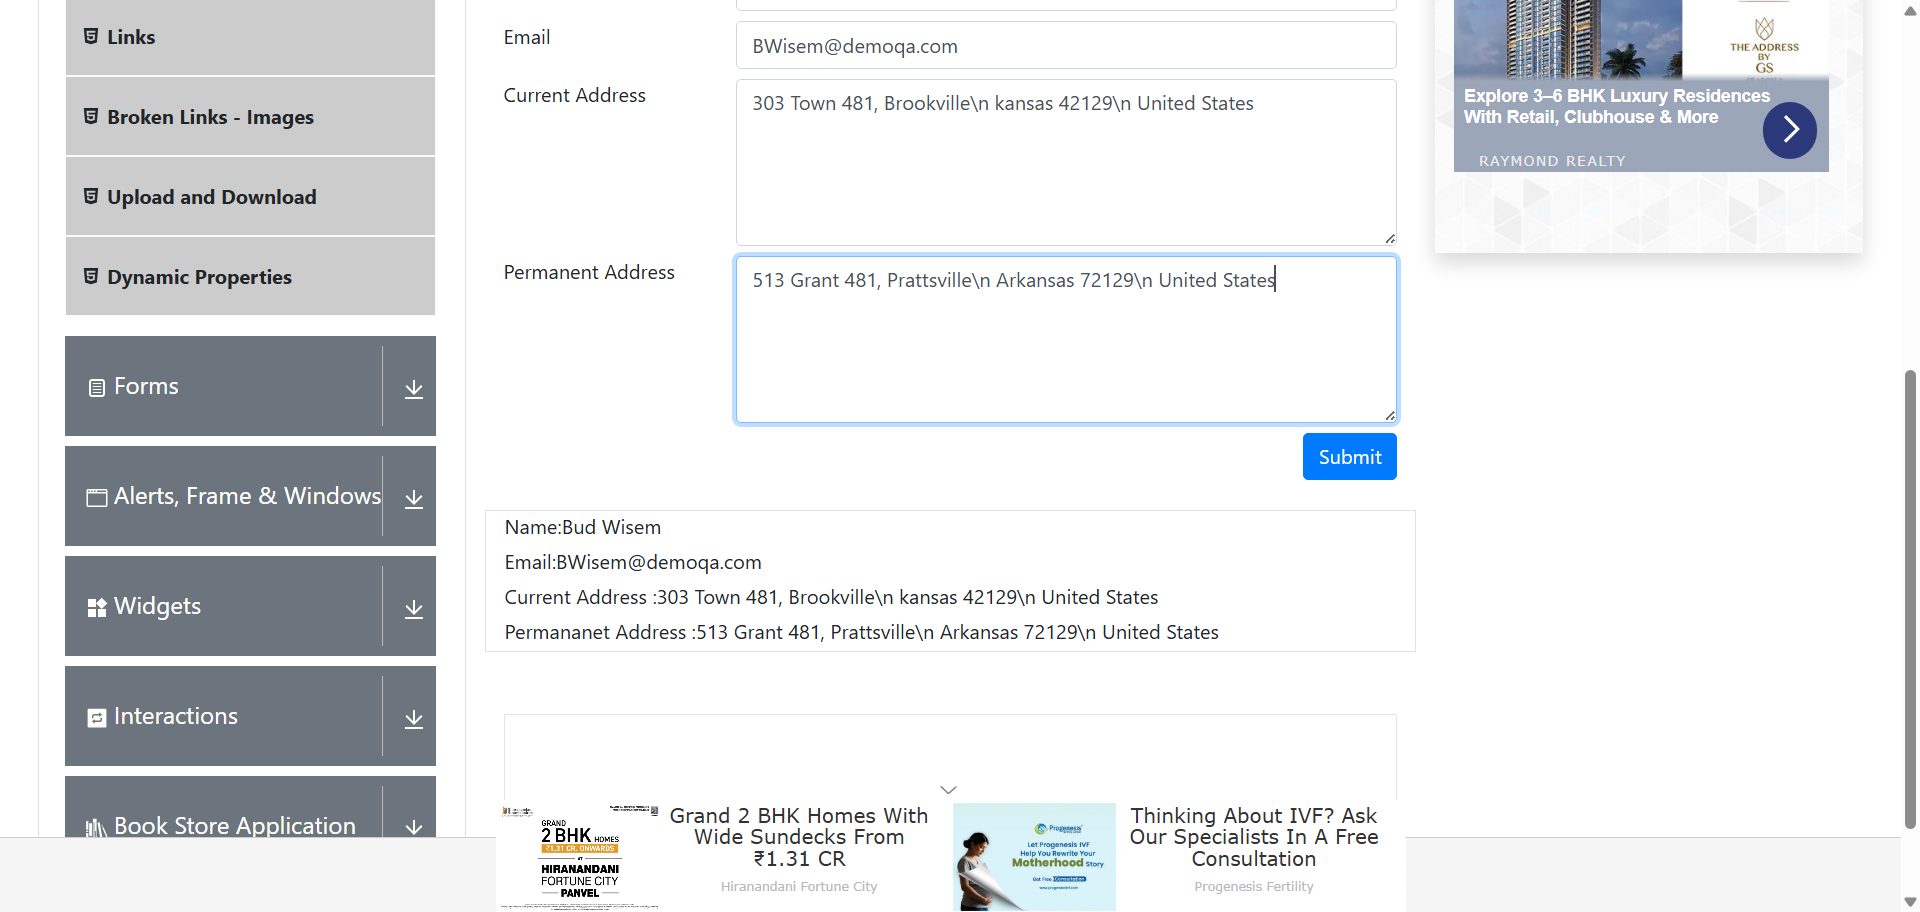 Links
Broken Links - Images
Upload and Download
Dynamic Properties
Forms
Alerts, Frame & Windows
Widgets
Interactions
Book Store Application
Email
BWisem@demoqa.com
Current Address
303 Town 481, Brookville\n kansas 42129\n United States
Permanent Address
513 Grant 481, Prattsville\n Arkansas 72129\n United States
Submit
Name:Bud Wisem
Email:BWisem@demoqa.com
Current Address :303 Town 481, Brookville\n kansas 42129\n United States
Permananet Address :513 Grant 481, Prattsville\n Arkansas 72129\n United States
THE ADDRESS
BY
GS
Explore 3–6 BHK Luxury Residences
With Retail, Clubhouse & More
RAYMOND REALTY
GRAND
2 BHK HOMES
₹1.31 CR. ONWARDS
AT
HIRANANDANI
FORTUNE CITY
PANVEL
Grand 2 BHK Homes With
Wide Sundecks From
₹1.31 CR
Hiranandani Fortune City
Progenesis
Let Progenesis IVF
Help You Rewrite Your
Motherhood Story
Get Free Consultation
www.progenesisivf.com
Thinking About IVF? Ask
Our Specialists In A Free
Consultation
Progenesis Fertility